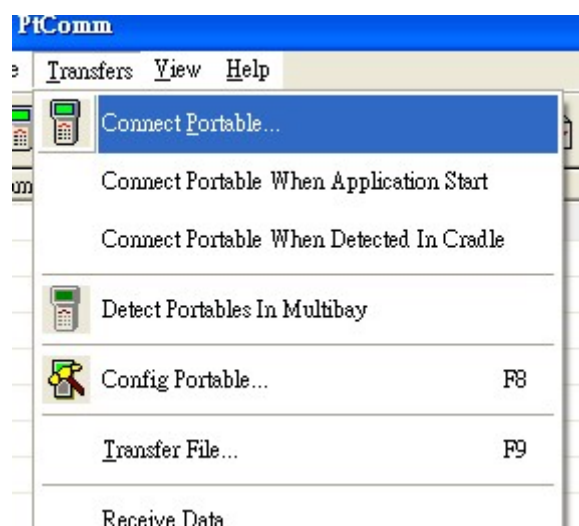 PtComm
Transfers View Help
Connect Portable...
Connect Portable When Application Start
Connect Portable When Detected In Cradle
Detect Portables In Multibay
Config Portable... F8
Transfer File... F9
Receive Data